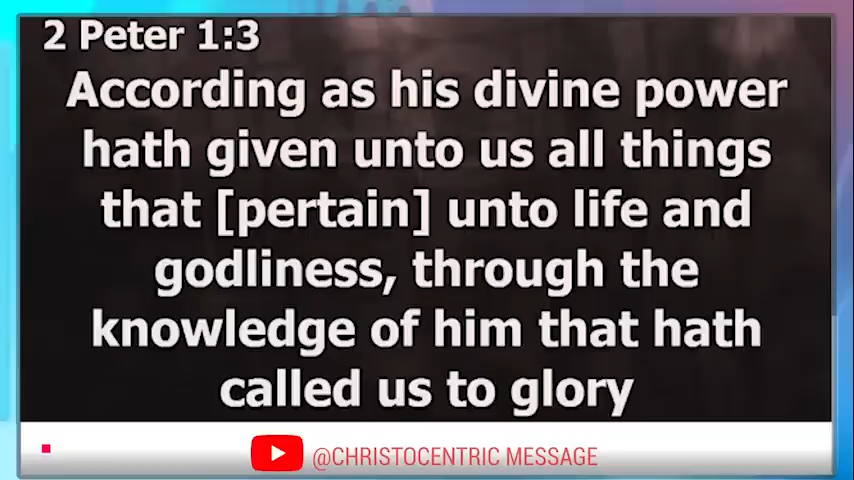 2 Peter 1:3
According as his divine power
hath given unto us all things
that [pertain] unto life and
godliness, through the
knowledge of him that hath
called us to glory
@CHRISTOCENTRIC MESSAGE